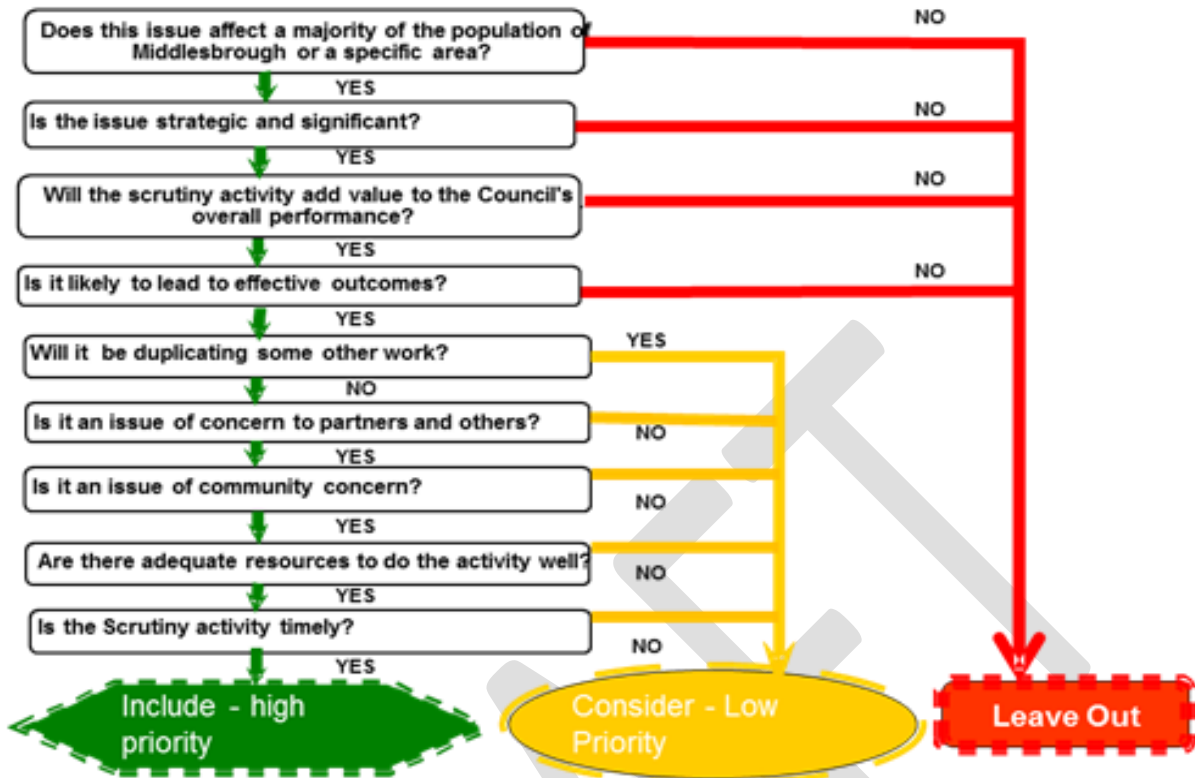 Does this issue affect a majority of the population of
Middlesbrough or a specific area?
NO
YES
Is the issue strategic and significant?
NO
YES
Will the scrutiny activity add value to the Council's
overall performance?
NO
YES
Is it likely to lead to effective outcomes?
NO
YES
Will it be duplicating some other work?
YES
NO
Is it an issue of concern to partners and others?
NO
YES
Is it an issue of community concern?
NO
YES
Are there adequate resources to do the activity well?
NO
YES
Is the Scrutiny activity timely?
NO
YES
Include - high
priority
Consider - Low
Priority
Leave Out